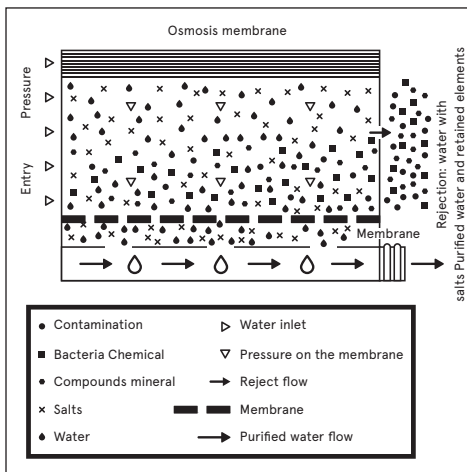 Osmosis membrane
Pressure
Entry
Rejection: water with
salts Purified water and retained elements
Membrane
Contamination
Water inlet
Bacteria Chemical
Pressure on the membrane
Compounds mineral
Reject flow
Salts
Membrane
Water
Purified water flow